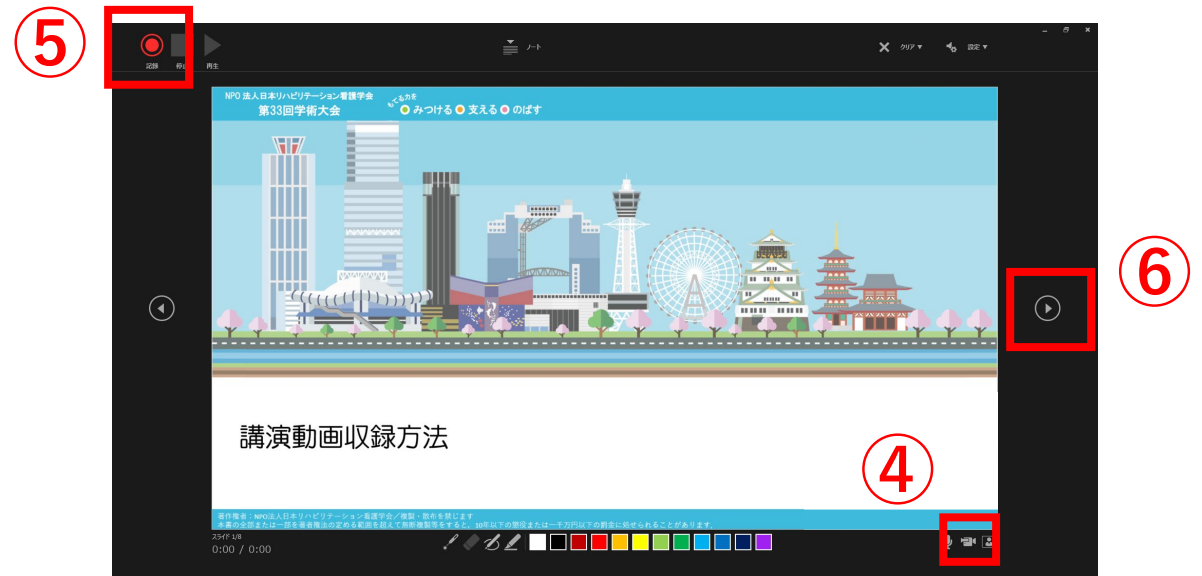 ⑤
記録 停止 再生
ノート
クリア ▼
設定 ▼
NPO 法人日本リハビリテーション看護学会
第33回学術大会
もてる力を
みつける 支える のばす
⑥
講演動画収録方法
④
著作権者:NPO法人日本リハビリテーション看護学会/複製・散布を禁じます
本書の全部または一部を著者権法の定める範囲を超えて無断複製等をすると、10年以下の懲役または一千万円以下の罰金に処せられることがあります.
スライド 1/8
0:00 / 0:00